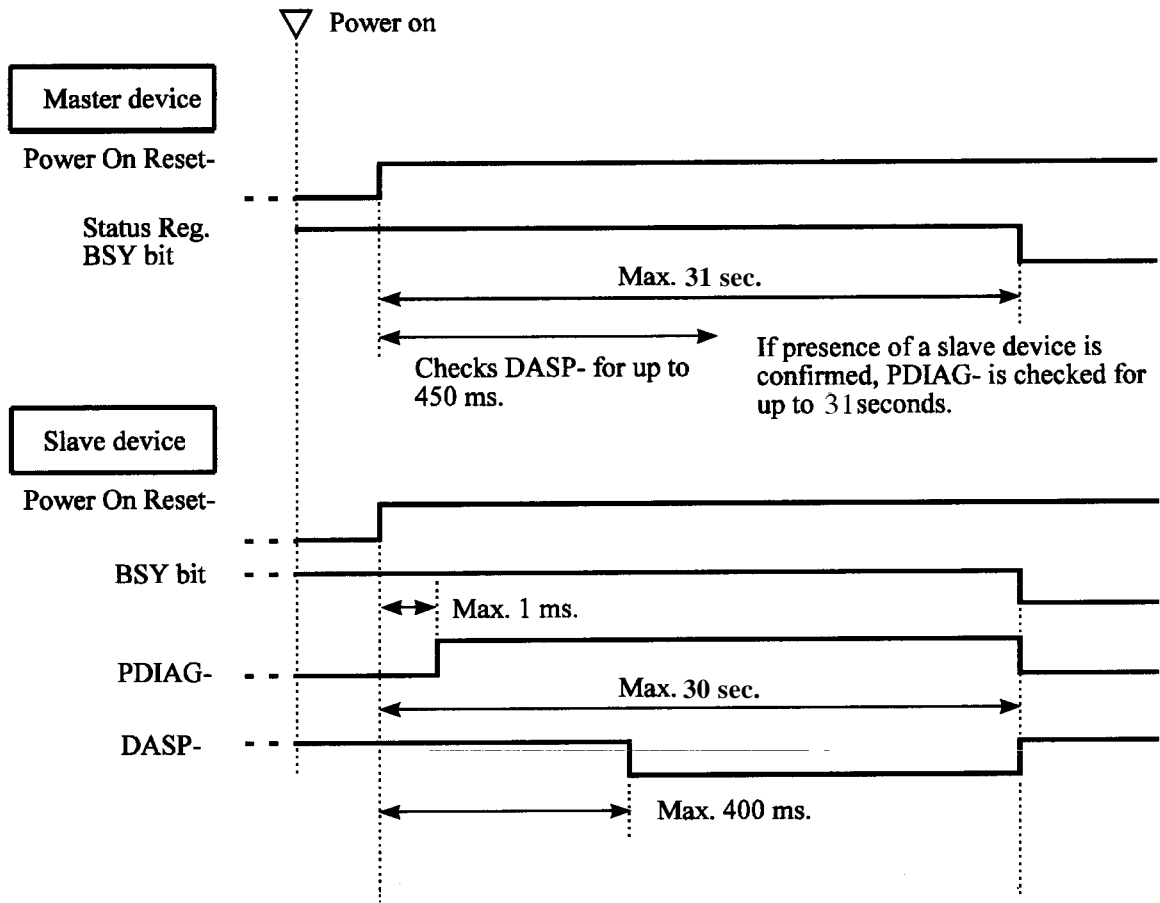 Power on
Master device
Power On Reset-
Status Reg.
BSY bit
Max. 31 sec.
Checks DASP- for up to
450 ms.
If presence of a slave device is
confirmed, PDIAG- is checked for
up to 31seconds.
Slave device
Power On Reset-
BSY bit
Max. 1 ms.
PDIAG-
Max. 30 sec.
DASP-
Max. 400 ms.